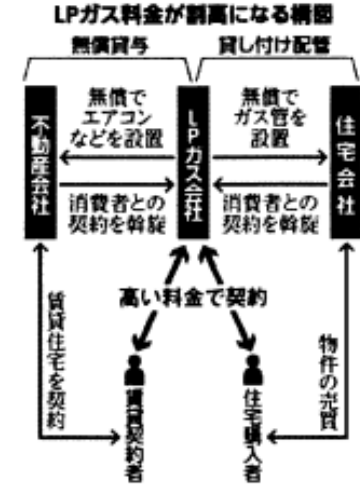 LPガス料金が割高になる構図
無償貸与
貸し付け配管
不動産会社
無償で
エアコン
などを設置
消費者との
契約を斡旋
LPガス会社
無償で
ガス管を
設置
消費者との
契約を斡旋
住宅会社
高い料金で契約
賃貸住宅を契約
物件の売買
賃貸契約者
住宅購入者